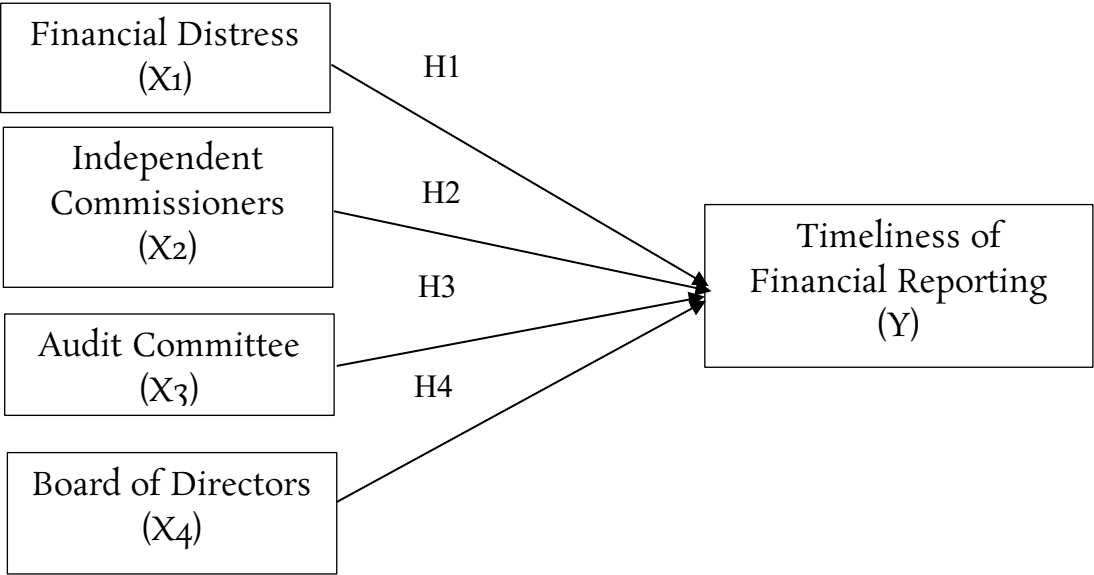 Financial Distress
(X1)
H1
Independent
Commissioners
(X2)
H2
H3
Audit Committee
(X3)
H4
Board of Directors
(X4)
Timeliness of
Financial Reporting
(Y)